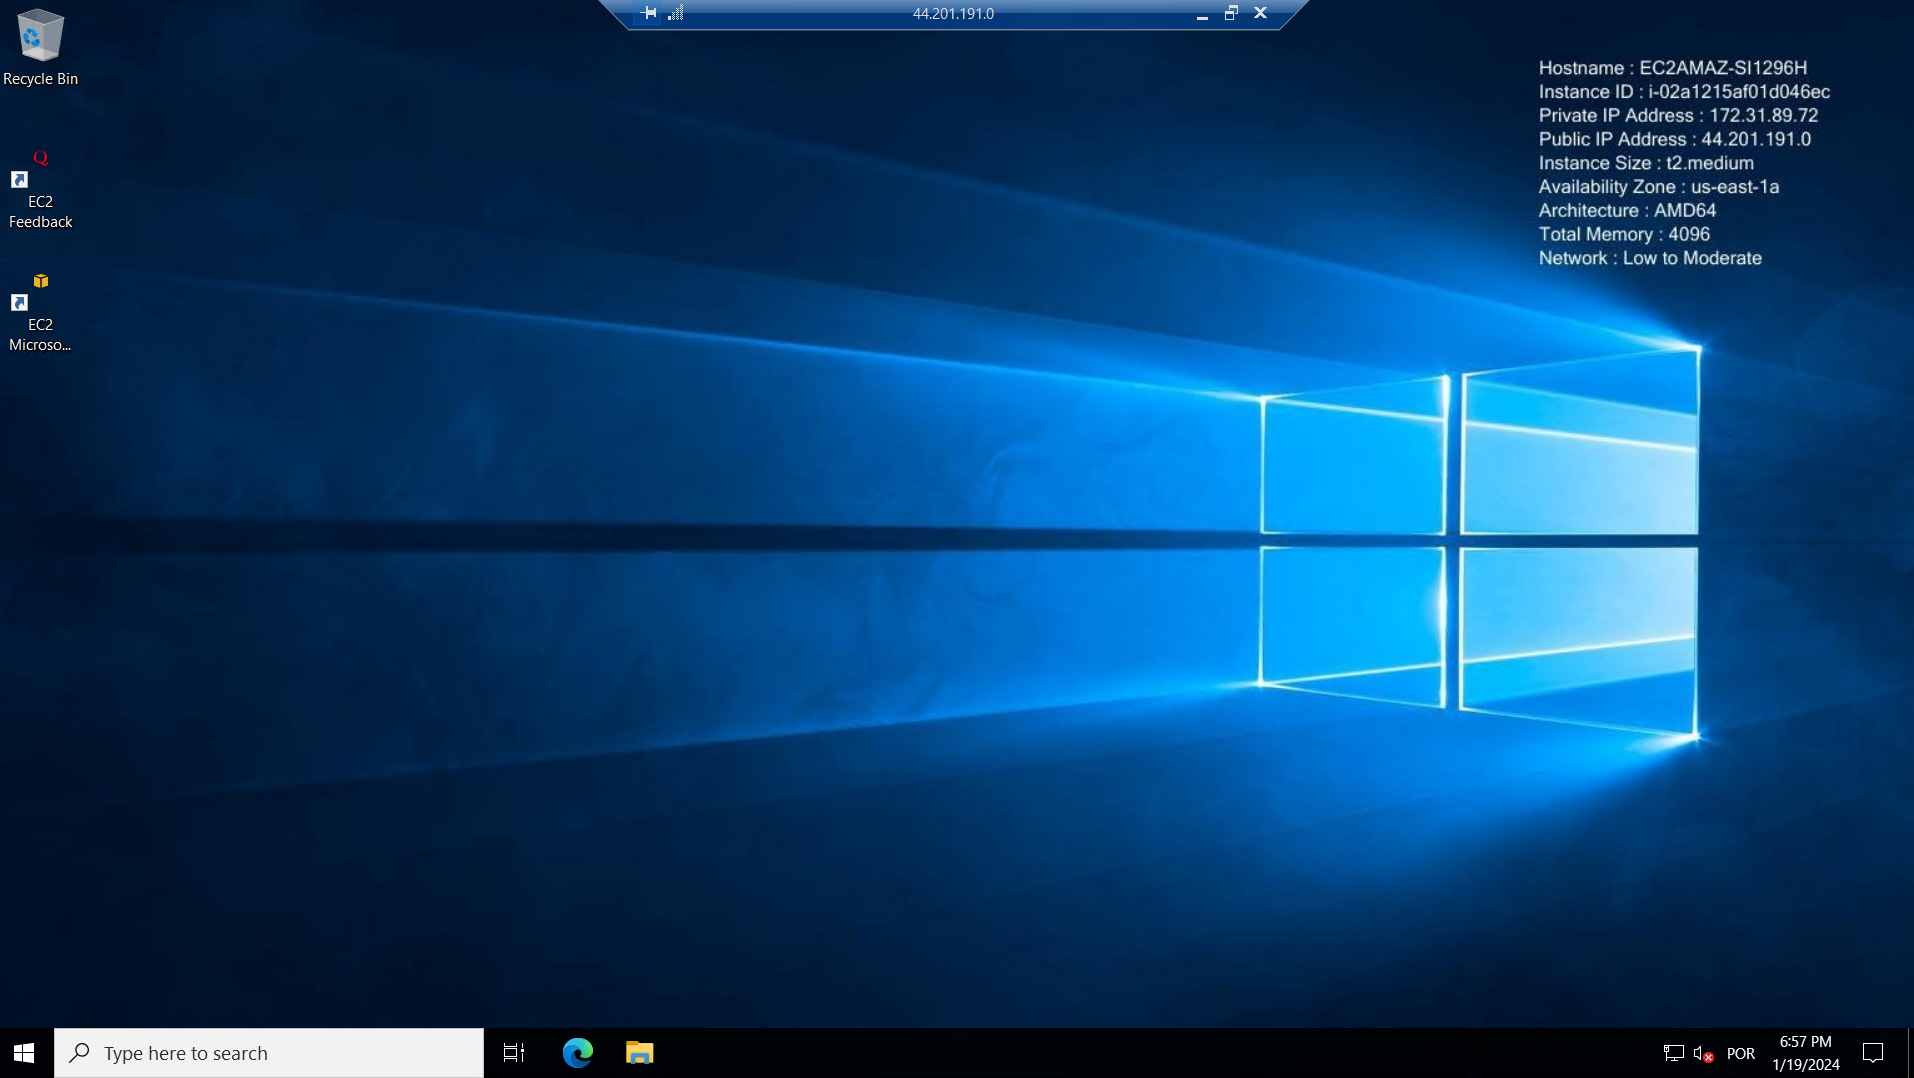 44.201.191.0
Recycle Bin
EC2
Feedback
EC2
Microso...
Hostname : EC2AMAZ-SI1296H
Instance ID : i-02a1215af01d046ec
Private IP Address : 172.31.89.72
Public IP Address : 44.201.191.0
Instance Size : t2.medium
Availability Zone : us-east-1a
Architecture : AMD64
Total Memory : 4096
Network : Low to Moderate
Type here to search
POR
6:57 PM
1/19/2024